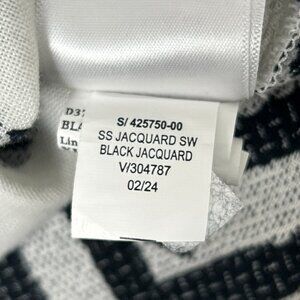 S/ 425750-00
SS JACQUARD SW
BLACK JACQUARD
V/304787
02/24